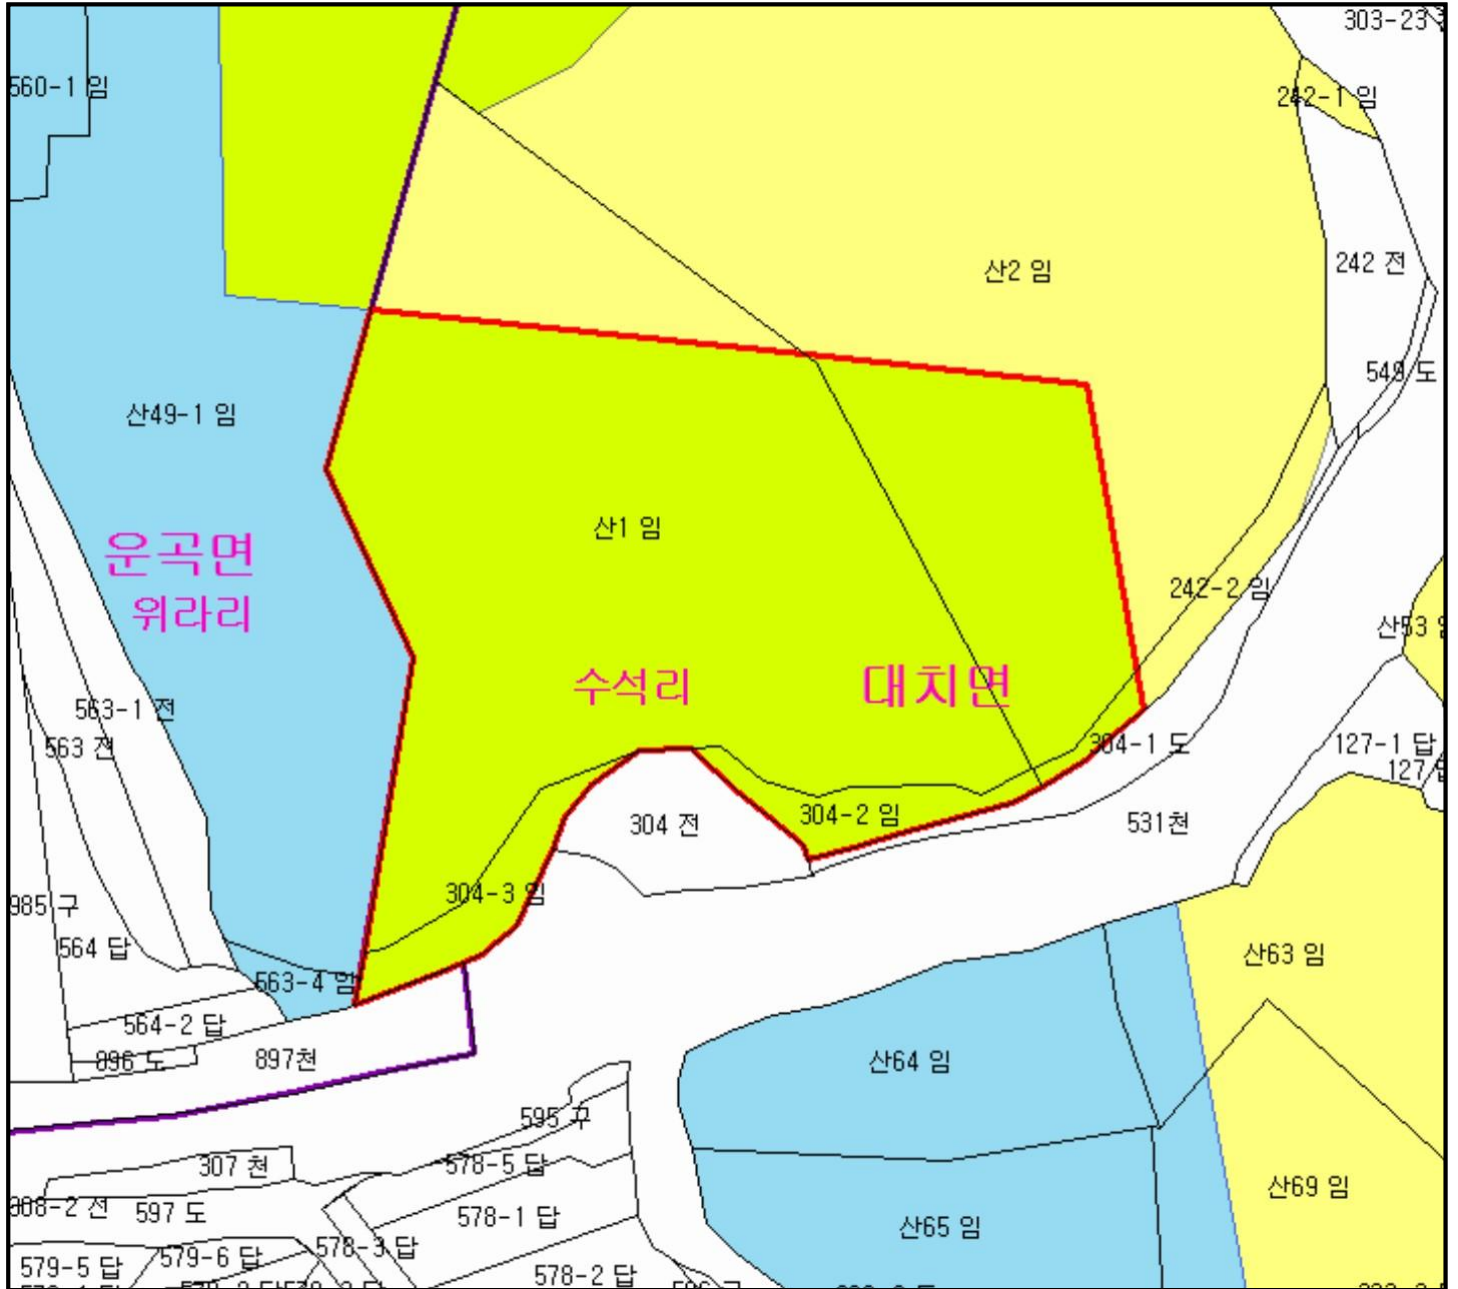 303-23
560-1 임
242-1 임
산2 임
242 전
549 도
산49-1 임
산1 임
운곡면
242-2 임
위라리
산53 임
수석리
대치면
563-1 전
563 전
304-1 도
127-1 답
127 답
304-2 임
304 전
531천
304-3 임
985 구
564 답
산63 임
563-4 임
564-2 답
896 도
897천
산64 임
595 구
578-5 답
307 천
산69 임
597 도
578-1 답
산65 임
578-3 답
579-6 답
579-5 답
578-2 답